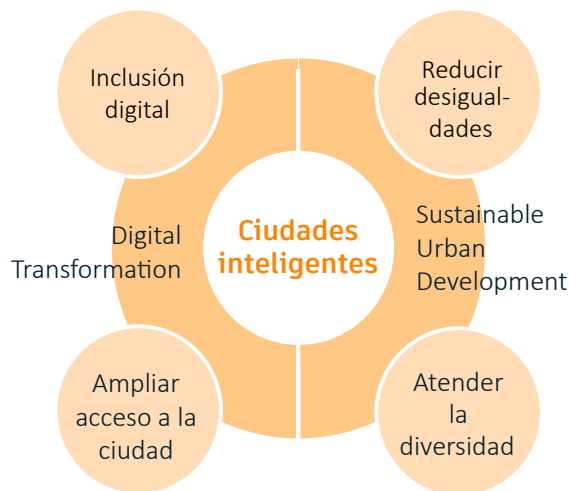 Inclusión
digital
Reducir
desigual-
dades
Digital
Transformation
Ciudades
inteligentes
Sustainable
Urban
Development
Ampliar
acceso a la
ciudad
Atender
la
diversidad